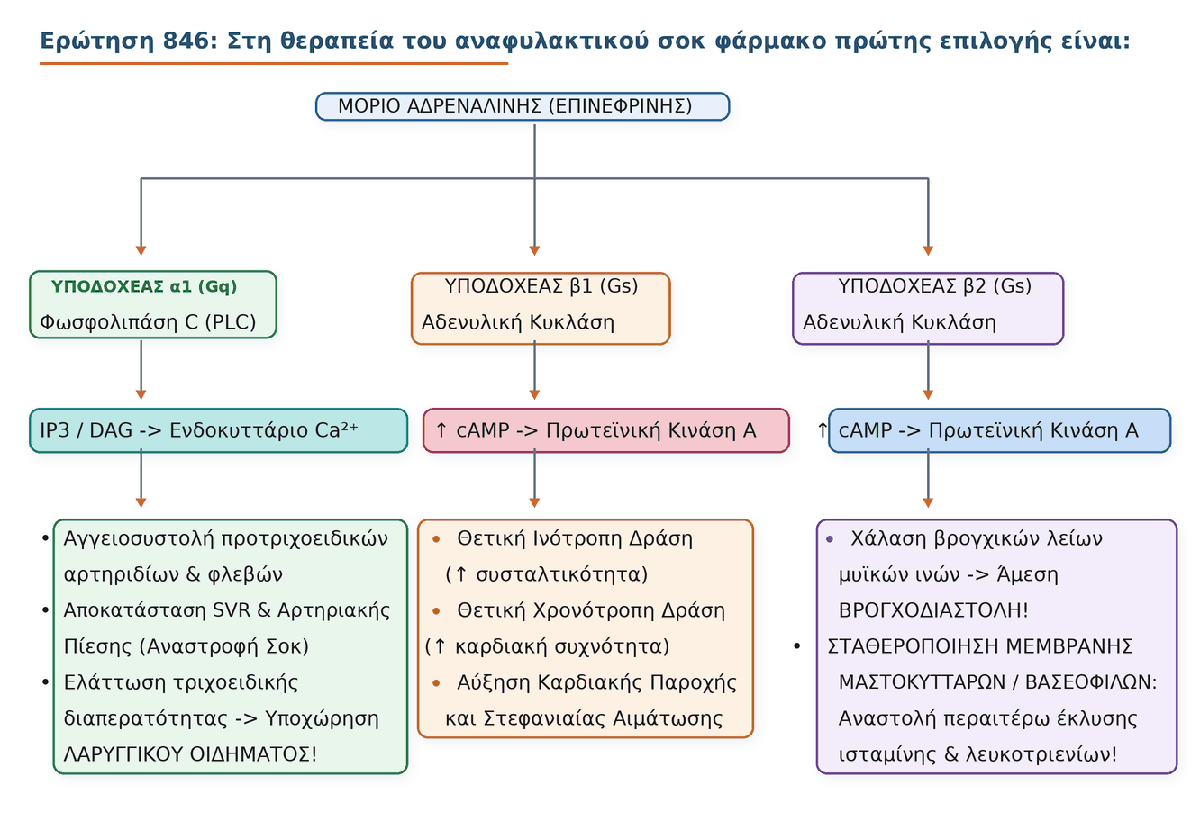 Ερώτηση 846: Στη θεραπεία του αναφυλακτικού σοκ φάρμακο πρώτης επιλογής είναι:
ΜΟΡΙΟ ΑΔΡΕΝΑΛΙΝΗΣ (ΕΠΙΝΕΦΡΙΝΗΣ)
ΥΠΟΔΟΧΕΑΣ α1 (Gq)
Φωσφολιπάση C (PLC)
ΥΠΟΔΟΧΕΑΣ β1 (Gs)
Αδενυλική Κυκλάση
ΥΠΟΔΟΧΕΑΣ β2 (Gs)
Αδενυλική Κυκλάση
IP3 / DAG -> Ενδοκυττάριο Ca²⁺
↑ cAMP -> Πρωτεϊνική Κινάση Α
↑ cAMP -> Πρωτεϊνική Κινάση Α
• Αγγειοσυστολή προτριχοειδικών
αρτηριδίων & φλεβών
• Αποκατάσταση SVR & Αρτηριακής
Πίεσης (Αναστροφή Σοκ)
• Ελάττωση τριχοειδικής
διαπερατότητας -> Υποχώρηση
ΛΑΡΥΓΓΙΚΟΥ ΟΙΔΗΜΑΤΟΣ!
• Θετική Ινότροπη Δράση
(↑ συσταλτικότητα)
• Θετική Χρονότροπη Δράση
(↑ καρδιακή συχνότητα)
• Αύξηση Καρδιακής Παροχής
και Στεφανιαίας Αιμάτωσης
• Χάλαση βρογχικών λείων
μυϊκών ινών -> Άμεση
ΒΡΟΓΧΟΔΙΑΣΤΟΛΗ!
• ΣΤΑΘΕΡΟΠΟΙΗΣΗ ΜΕΜΒΡΑΝΗΣ
ΜΑΣΤΟΚΥΤΤΑΡΩΝ / ΒΑΣΕΟΦΙΛΩΝ:
Αναστολή περαιτέρω έκλυσης
ισταμίνης & λευκοτριενίων!